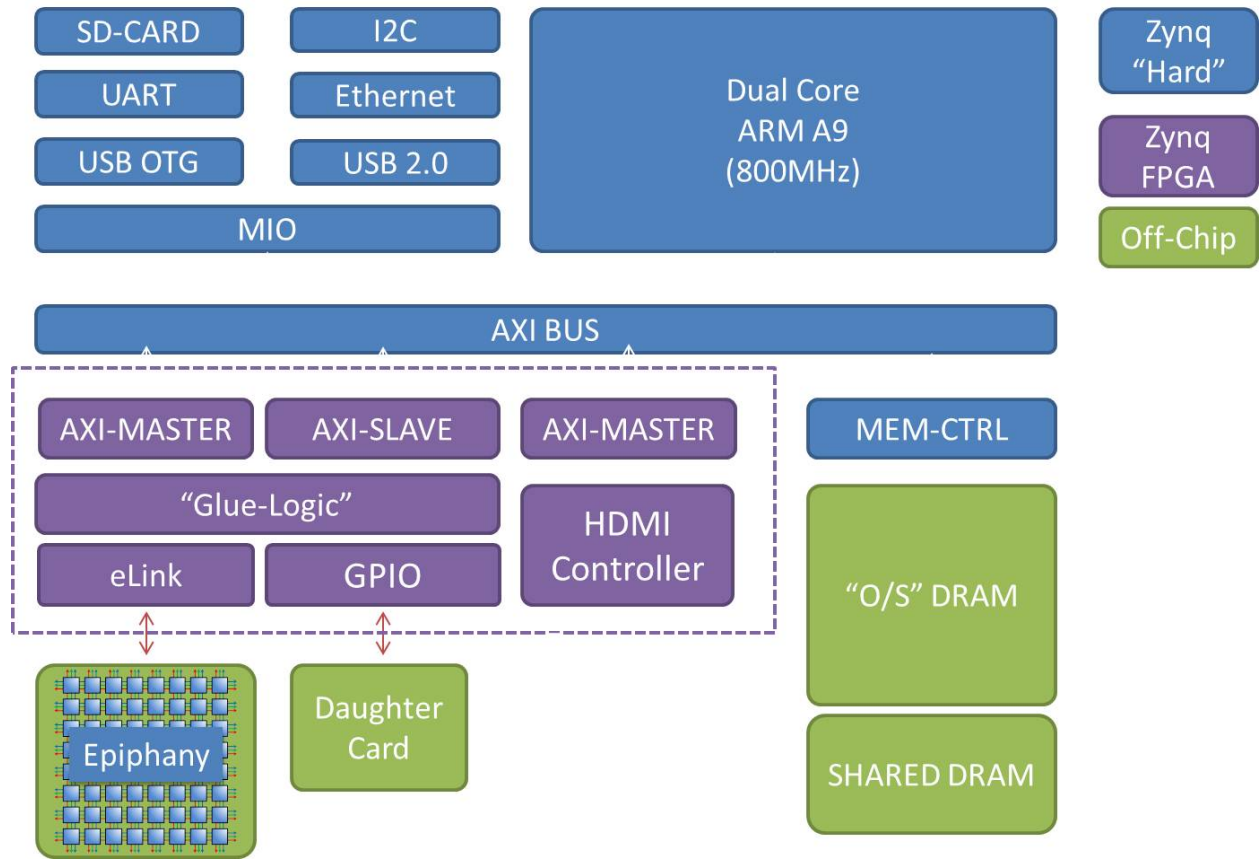 SD-CARD
I2C
UART
Ethernet
USB OTG
USB 2.0
MIO
Dual Core
ARM A9
(800MHz)
Zynq
“Hard”
Zynq
FPGA
Off-Chip
AXI BUS
AXI-MASTER
AXI-SLAVE
AXI-MASTER
MEM-CTRL
“Glue-Logic”
HDMI
Controller
eLink
GPIO
“O/S” DRAM
Epiphany
Daughter
Card
SHARED DRAM